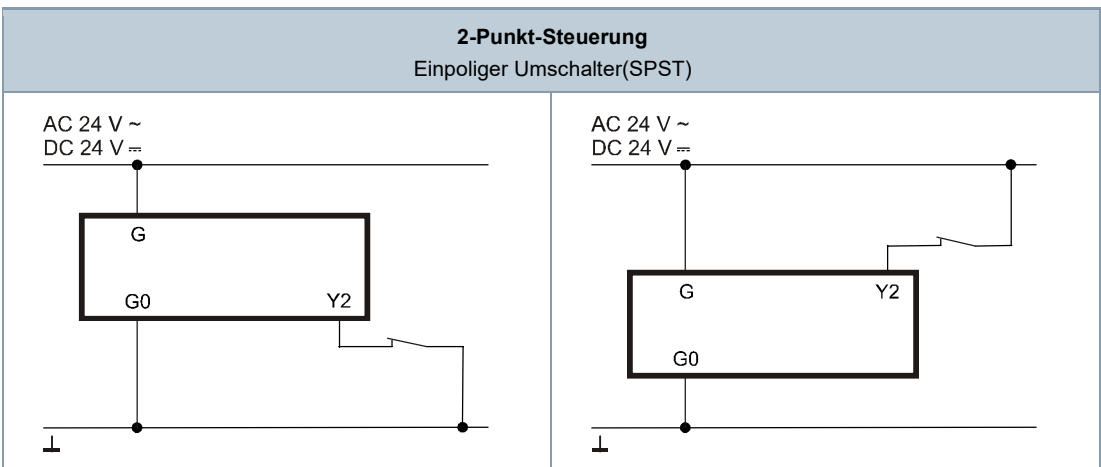 2-Punkt-Steuerung
Einpoliger Umschalter(SPST)
AC 24 V ~
DC 24 V ⎓
G
G0 Y2
AC 24 V ~
DC 24 V ⎓
G Y2
G0